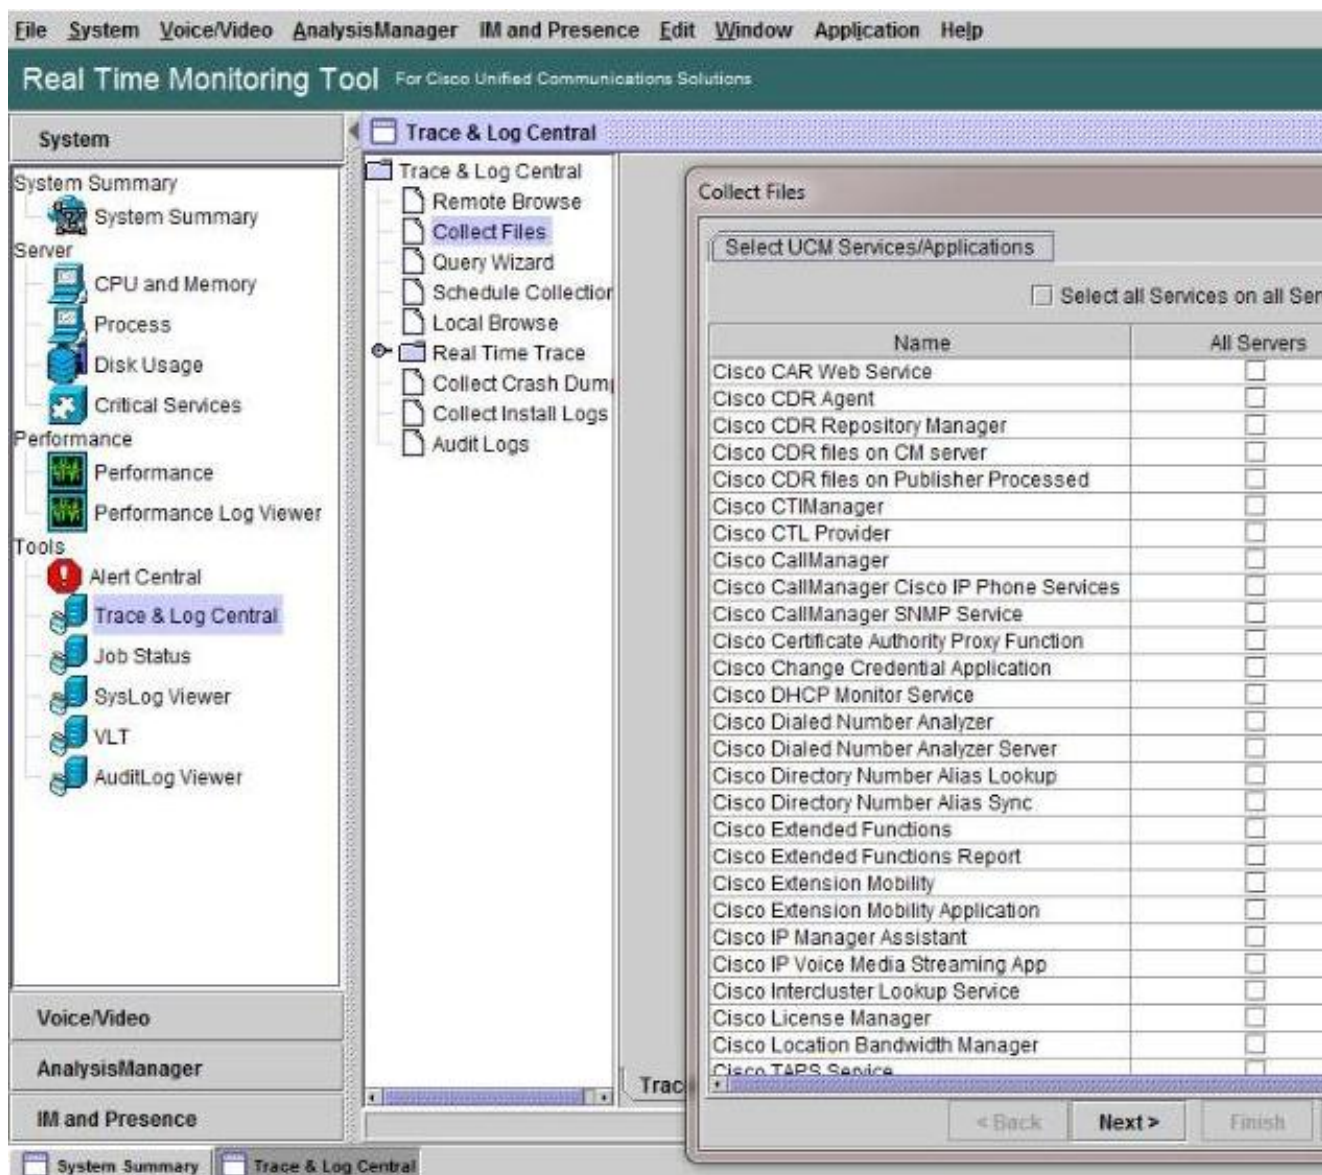 File System Voice/Video AnalysisManager IM and Presence Edit Window Application Help
Real Time Monitoring Tool For Cisco Unified Communications Solutions
System
System Summary
System Summary
Server
CPU and Memory
Process
Disk Usage
Critical Services
Performance
Performance
Performance Log Viewer
Tools
Alert Central
Trace & Log Central
Job Status
SysLog Viewer
VLT
AuditLog Viewer
Voice/Video
AnalysisManager
IM and Presence
Trace & Log Central
Trace & Log Central
Remote Browse
Collect Files
Query Wizard
Schedule Collection
Local Browse
Real Time Trace
Collect Crash Dum
Collect Install Logs
Audit Logs
Trac
Collect Files
Select UCM Services/Applications
Select all Services on all Ser
Name All Servers
Cisco CAR Web Service
Cisco CDR Agent
Cisco CDR Repository Manager
Cisco CDR files on CM server
Cisco CDR files on Publisher Processed
Cisco CTIManager
Cisco CTL Provider
Cisco CallManager
Cisco CallManager Cisco IP Phone Services
Cisco CallManager SNMP Service
Cisco Certificate Authority Proxy Function
Cisco Change Credential Application
Cisco DHCP Monitor Service
Cisco Dialed Number Analyzer
Cisco Dialed Number Analyzer Server
Cisco Directory Number Alias Lookup
Cisco Directory Number Alias Sync
Cisco Extended Functions
Cisco Extended Functions Report
Cisco Extension Mobility
Cisco Extension Mobility Application
Cisco IP Manager Assistant
Cisco IP Voice Media Streaming App
Cisco Intercluster Lookup Service
Cisco License Manager
Cisco Location Bandwidth Manager
Cisco TAPS Service
< Back Next > Finish
System Summary Trace & Log Central